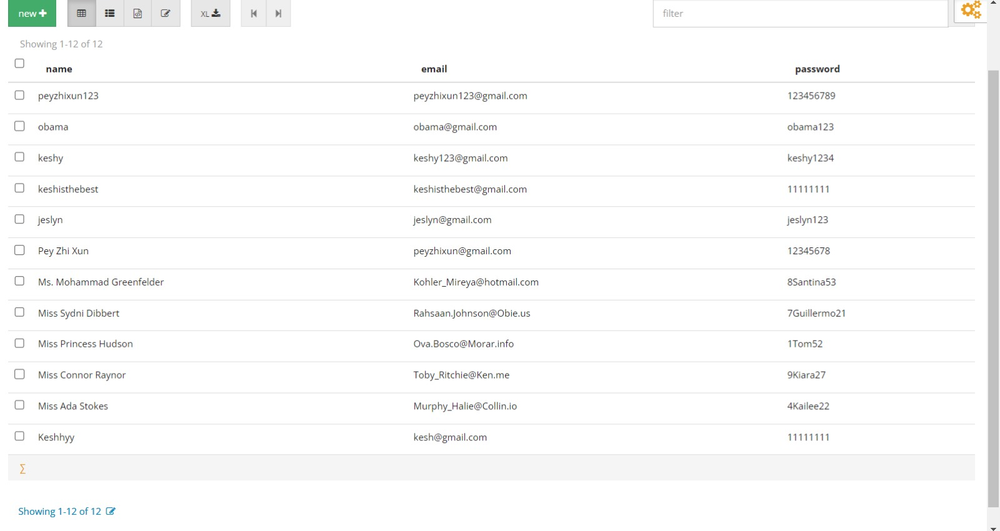 new
XL
filter
Showing 1-12 of 12
name email password
peyzhixun123 peyzhixun123@gmail.com 123456789
obama obama@gmail.com obama123
keshy keshy123@gmail.com keshy1234
keshisthebest keshisthebest@gmail.com 11111111
jeslyn jeslyn@gmail.com jeslyn123
Pey Zhi Xun peyzhixun@gmail.com 12345678
Ms. Mohammad Greenfelder Kohler_Mireya@hotmail.com 8Santina53
Miss Sydni Dibbert Rahsaan.Johnson@Obie.us 7Guillermo21
Miss Princess Hudson Ova.Bosco@Morar.info 1Tom52
Miss Connor Raynor Toby_Ritchie@Ken.me 9Kiara27
Miss Ada Stokes Murphy_Halie@Collin.io 4Kailee22
Keshhyy kesh@gmail.com 11111111
∑
Showing 1-12 of 12